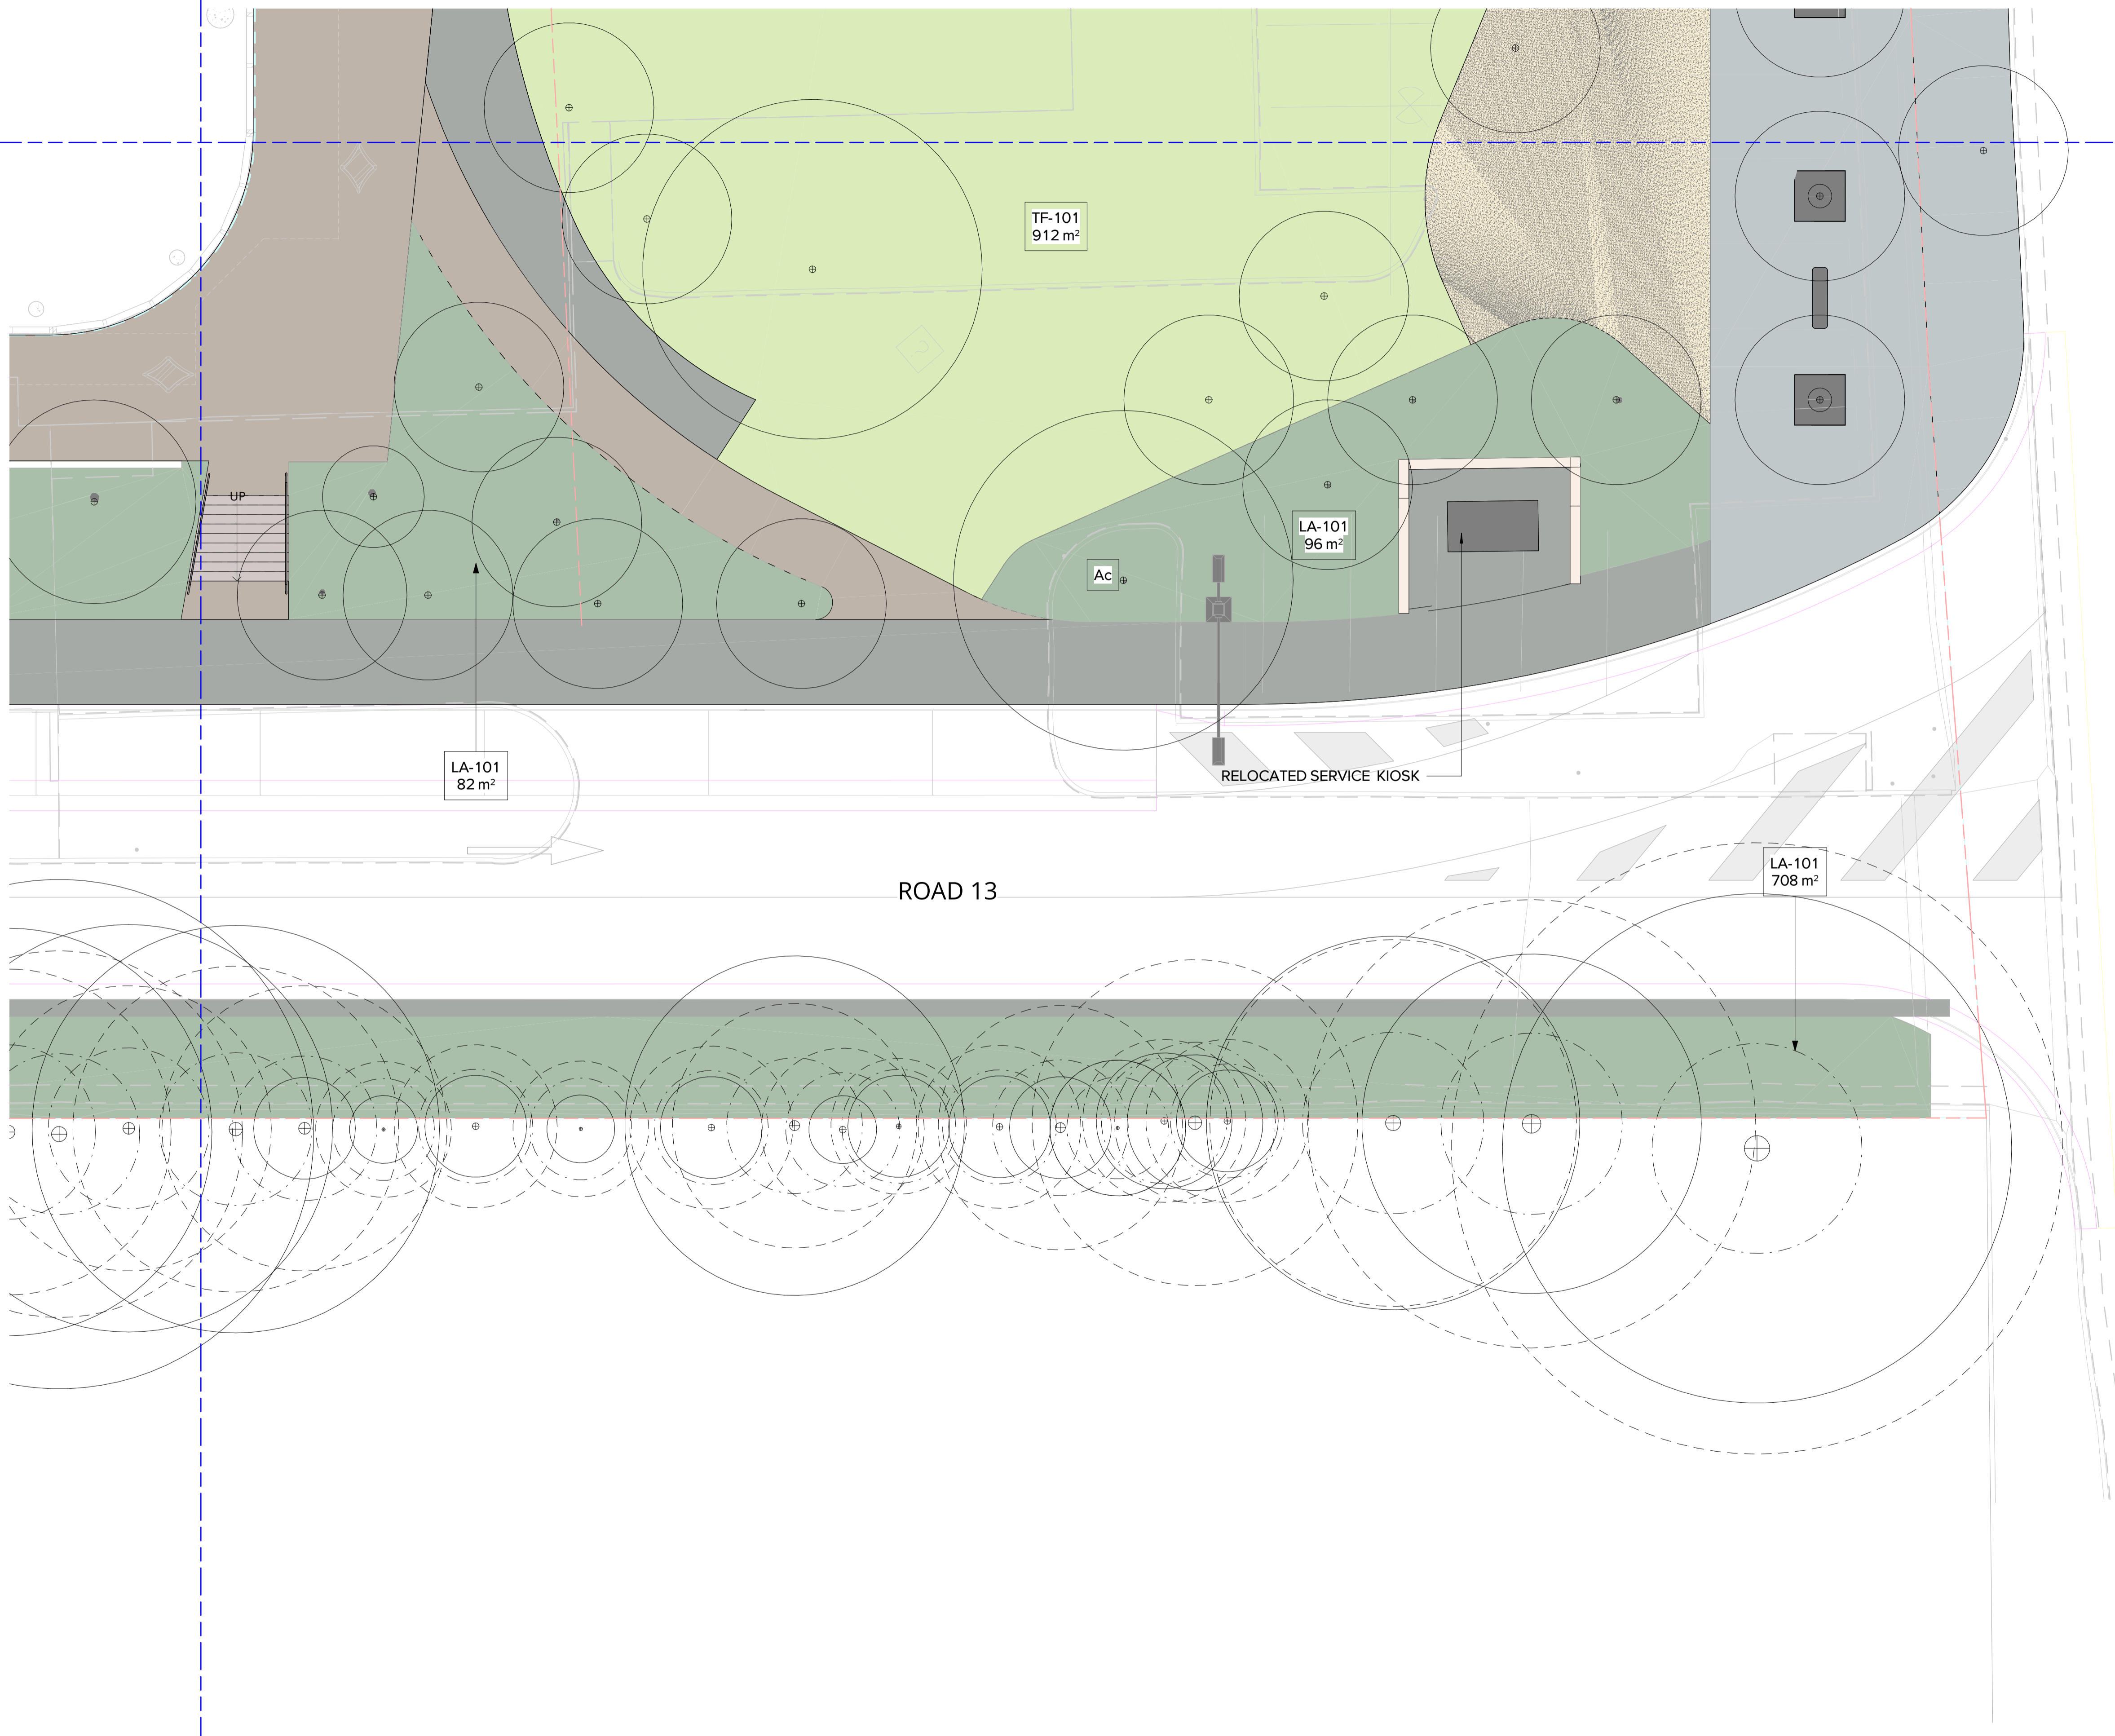 TF-101
912 m²
UP
LA-101
96 m²
Ac
LA-101
82 m²
RELOCATED SERVICE KIOSK
LA-101
708 m²
ROAD 13